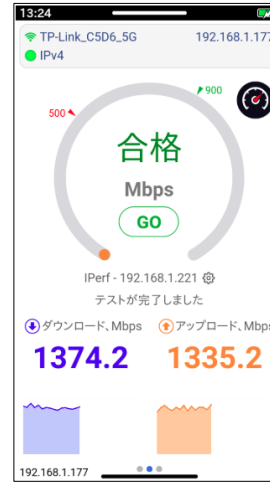 13:24
TP-Link_C5D6_5G 192.168.1.177
IPv4
500 900
合格
Mbps
GO
IPerf - 192.168.1.221
テストが完了しました
ダウンロード、Mbps アップロード、Mbps
1374.2 1335.2
192.168.1.177